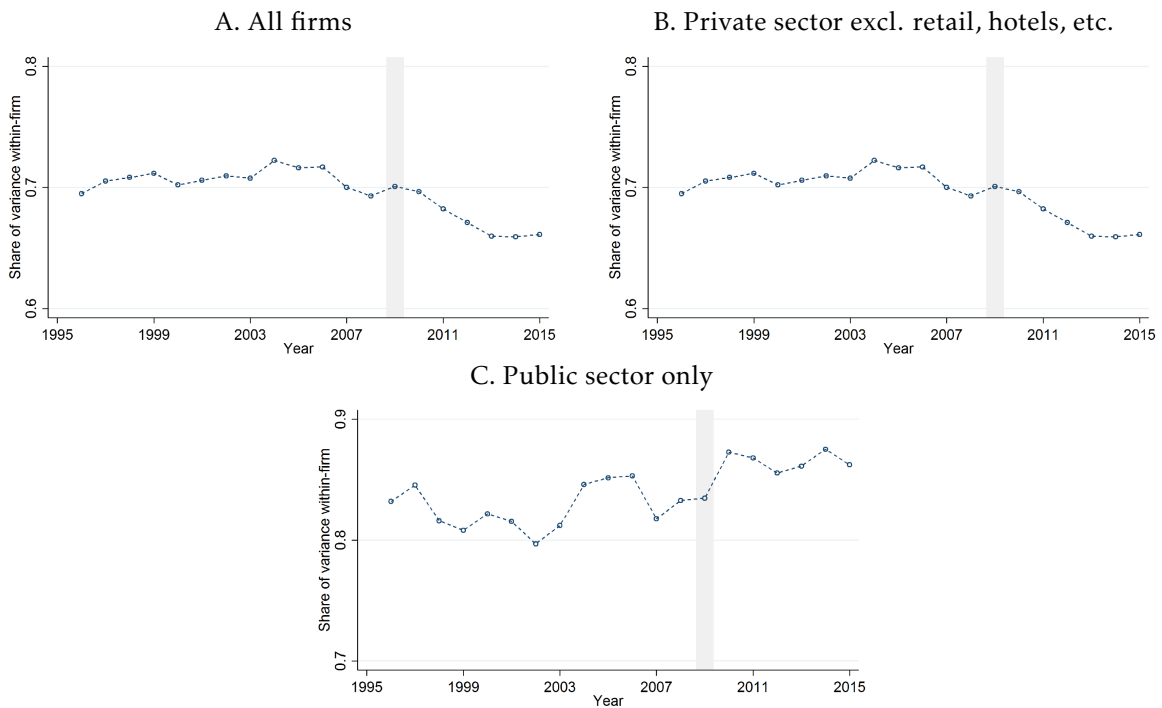 A. All firms
Share of variance within-firm
0.8
0.7
0.6
1995 1999 2003 2007 2011 2015
Year
B. Private sector excl. retail, hotels, etc.
Share of variance within-firm
0.8
0.7
0.6
1995 1999 2003 2007 2011 2015
Year
C. Public sector only
Share of variance within-firm
0.9
0.8
0.7
1995 1999 2003 2007 2011 2015
Year